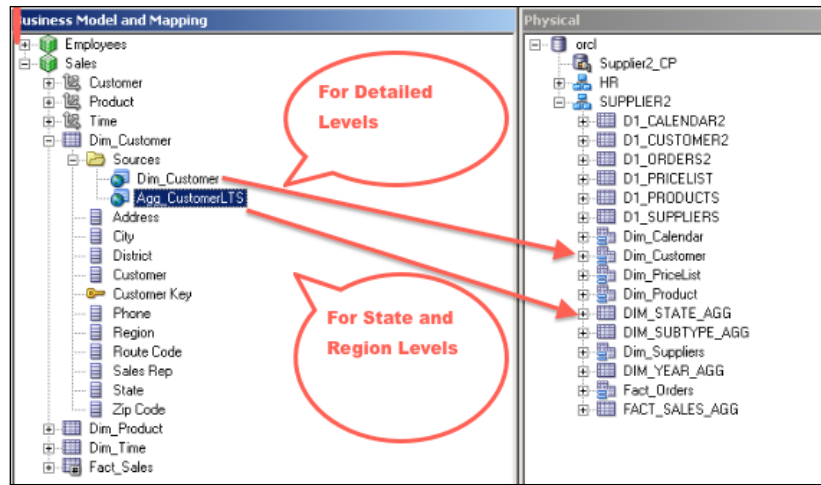 Business Model and Mapping
Employees
Sales
Customer
Product
Time
Dim_Customer
Sources
Dim_Customer
Agg_CustomerLTS
Address
City
District
Customer
Customer Key
Phone
Region
Route Code
Sales Rep
State
Zip Code
Dim_Product
Dim_Time
Fact_Sales
For Detailed
Levels
For State and
Region Levels
Physical
orcl
Supplier2_CP
HR
SUPPLIER2
D1_CALENDAR2
D1_CUSTOMER2
D1_ORDERS2
D1_PRICELIST
D1_PRODUCTS
D1_SUPPLIERS
Dim_Calendar
Dim_Customer
Dim_PriceList
Dim_Product
DIM_STATE_AGG
DIM_SUBTYPE_AGG
Dim_Suppliers
DIM_YEAR_AGG
Fact_Orders
FACT_SALES_AGG